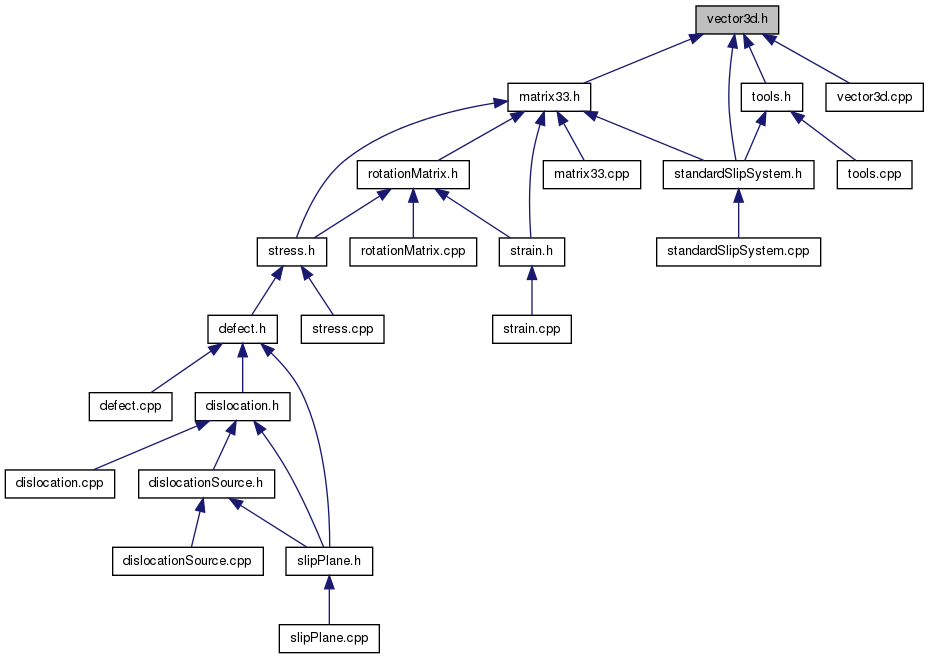 vector3d.h
matrix33.h
tools.h
vector3d.cpp
rotationMatrix.h
matrix33.cpp
standardSlipSystem.h
tools.cpp
stress.h
rotationMatrix.cpp
strain.h
standardSlipSystem.cpp
defect.h
stress.cpp
strain.cpp
defect.cpp
dislocation.h
dislocation.cpp
dislocationSource.h
dislocationSource.cpp
slipPlane.h
slipPlane.cpp